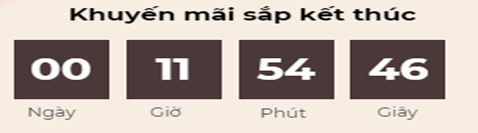 Khuyến mãi sắp kết thúc
00 11 54 46
Ngày Giờ Phút Giây